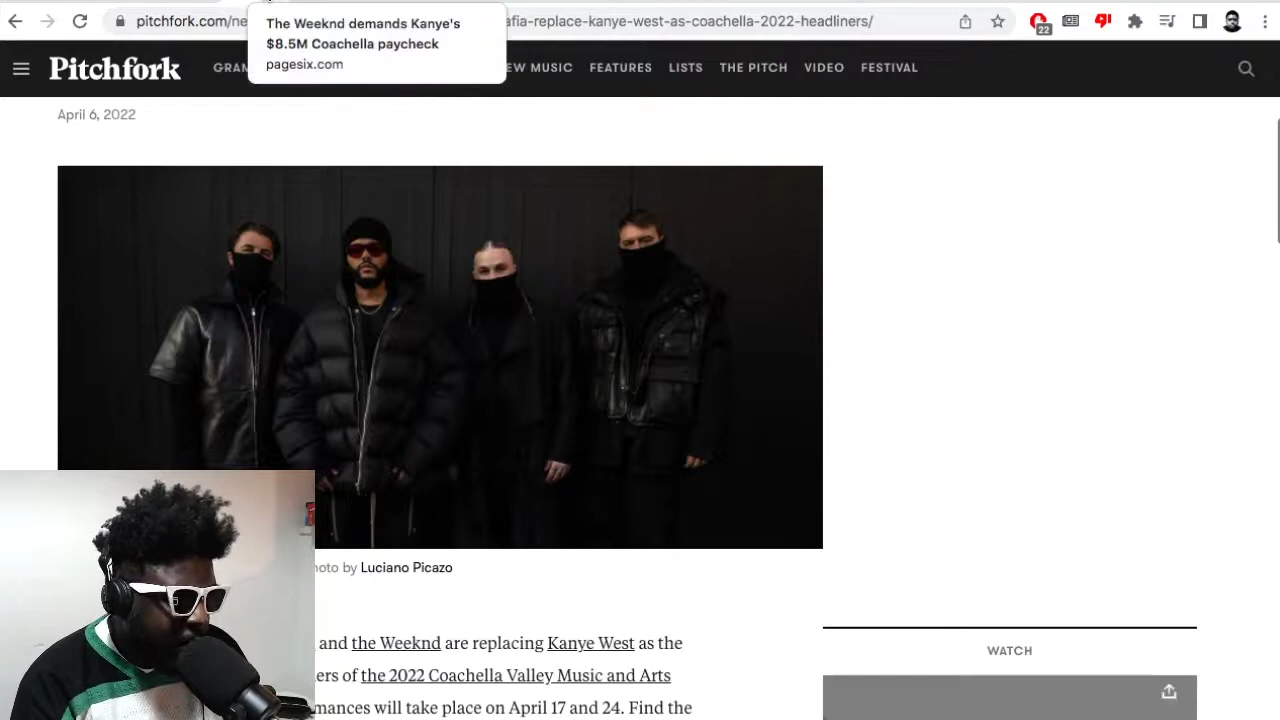 pitchfork.com/ne
afia-replace-kanye-west-as-coachella-2022-headliners/
22
The Weeknd demands Kanye's
$8.5M Coachella paycheck
pagesix.com
Pitchfork
GRAM
EW MUSIC
FEATURES
LISTS
THE PITCH
VIDEO
FESTIVAL
April 6, 2022
hoto by Luciano Picazo
and the Weeknd are replacing Kanye West as the
ers of the 2022 Coachella Valley Music and Arts
mances will take place on April 17 and 24. Find the
WATCH